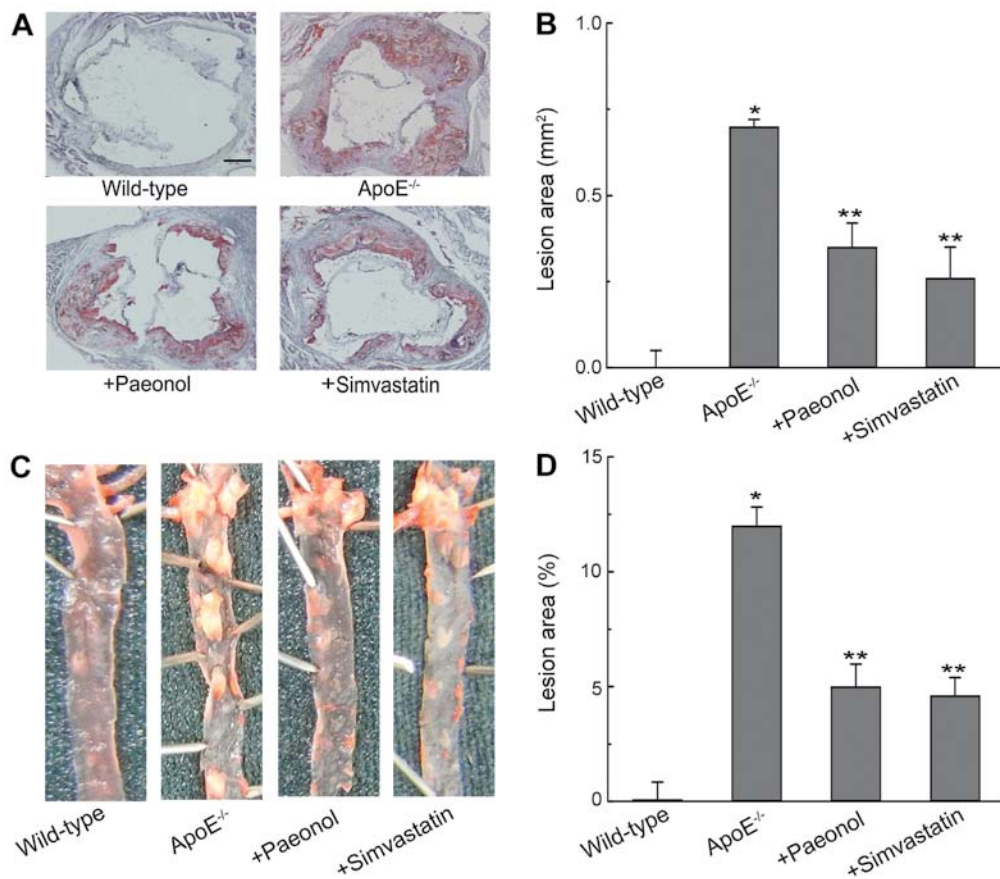 A
Wild-type
ApoE-/-
+Paeonol
+Simvastatin
B
Lesion area (mm²)
1.0
0.5
0.0
*
**
**
Wild-type
ApoE-/-
+Paeonol
+Simvastatin
C
Wild-type
ApoE-/-
+Paeonol
+Simvastatin
D
Lesion area (%)
15
10
5
0
*
**
**
Wild-type
ApoE-/-
+Paeonol
+Simvastatin